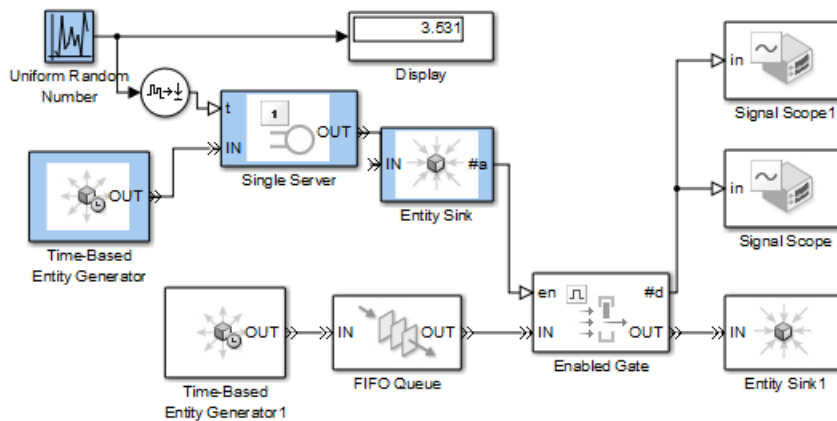 3.531
Display
Uniform Random
Number
t
1
OUT
IN
Single Server
OUT
Time-Based
Entity Generator
IN
#a
Entity Sink
in
Signal Scope1
in
Signal Scope
OUT
Time-Based
Entity Generator1
IN
OUT
FIFO Queue
en
#d
IN
OUT
Enabled Gate
IN
Entity Sink1